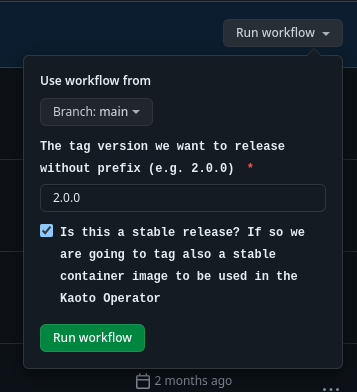 Run workflow
Use workflow from
Branch: main
The tag version we want to release
without prefix (e.g. 2.0.0) *
2.0.0
Is this a stable release? If so we
are going to tag also a stable
container image to be used in the
Kaoto Operator
Run workflow
2 months ago